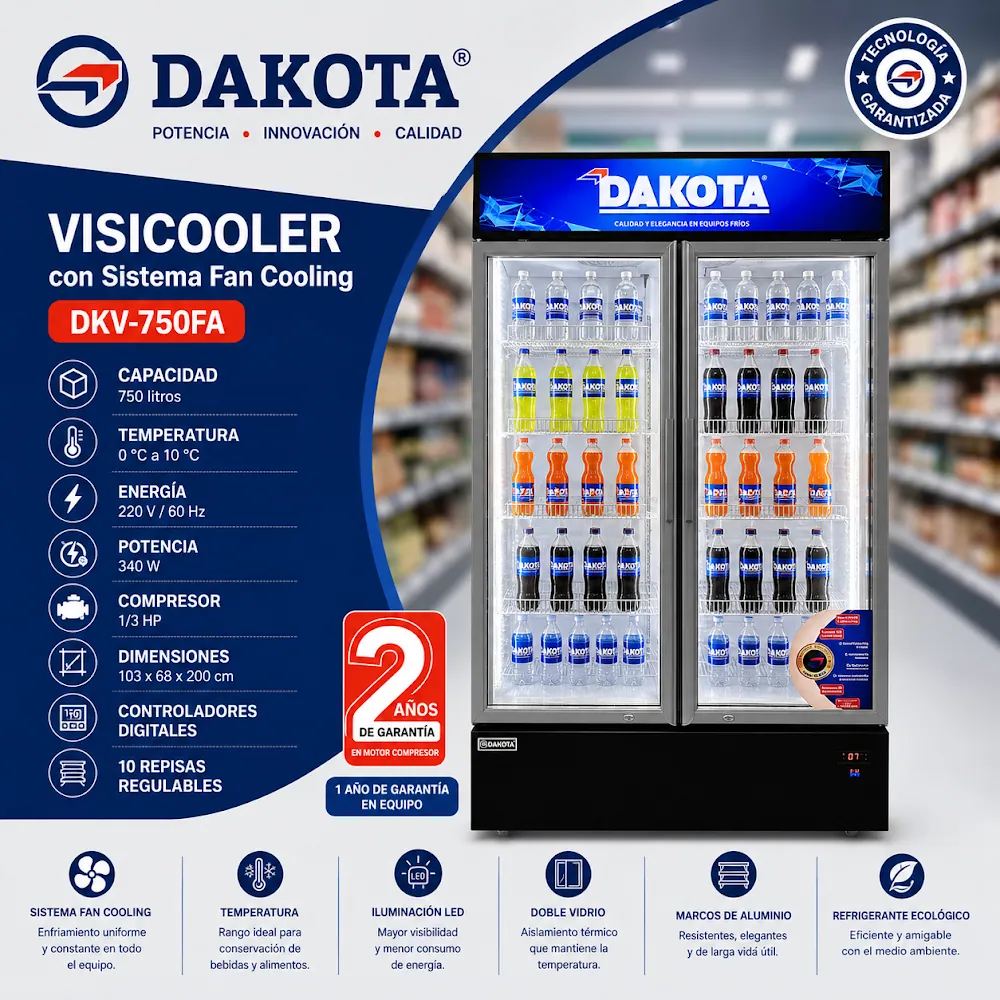 DAKOTA®
POTENCIA • INNOVACIÓN • CALIDAD
TECNOLOGÍA
GARANTIZADA
DAKOTA®
CALIDAD Y ELEGANCIA EN EQUIPOS FRÍOS
VISICOOLER
con Sistema Fan Cooling
DKV-750FA
CAPACIDAD
750 litros
TEMPERATURA
0 °C a 10 °C
ENERGÍA
220 V / 60 Hz
POTENCIA
340 W
COMPRESOR
1/3 HP
DIMENSIONES
103 x 68 x 200 cm
CONTROLADORES
DIGITALES
10 REPISAS
REGULABLES
2
AÑOS
DE GARANTÍA
EN MOTOR COMPRESOR
1 AÑO DE GARANTÍA
EN EQUIPO
DAKOTA
07
SISTEMA FAN COOLING
Enfriamiento uniforme
y constante en todo
el equipo.
TEMPERATURA
Rango ideal para
conservación de
bebidas y alimentos.
LED
ILUMINACIÓN LED
Mayor visibilidad
y menor consumo
de energía.
DOBLE VIDRIO
Aislamiento térmico
que mantiene la
temperatura.
MARCOS DE ALUMINIO
Resistentes, elegantes
y de larga vida útil.
REFRIGERANTE ECOLÓGICO
Eficiente y amigable
con el medio ambiente.